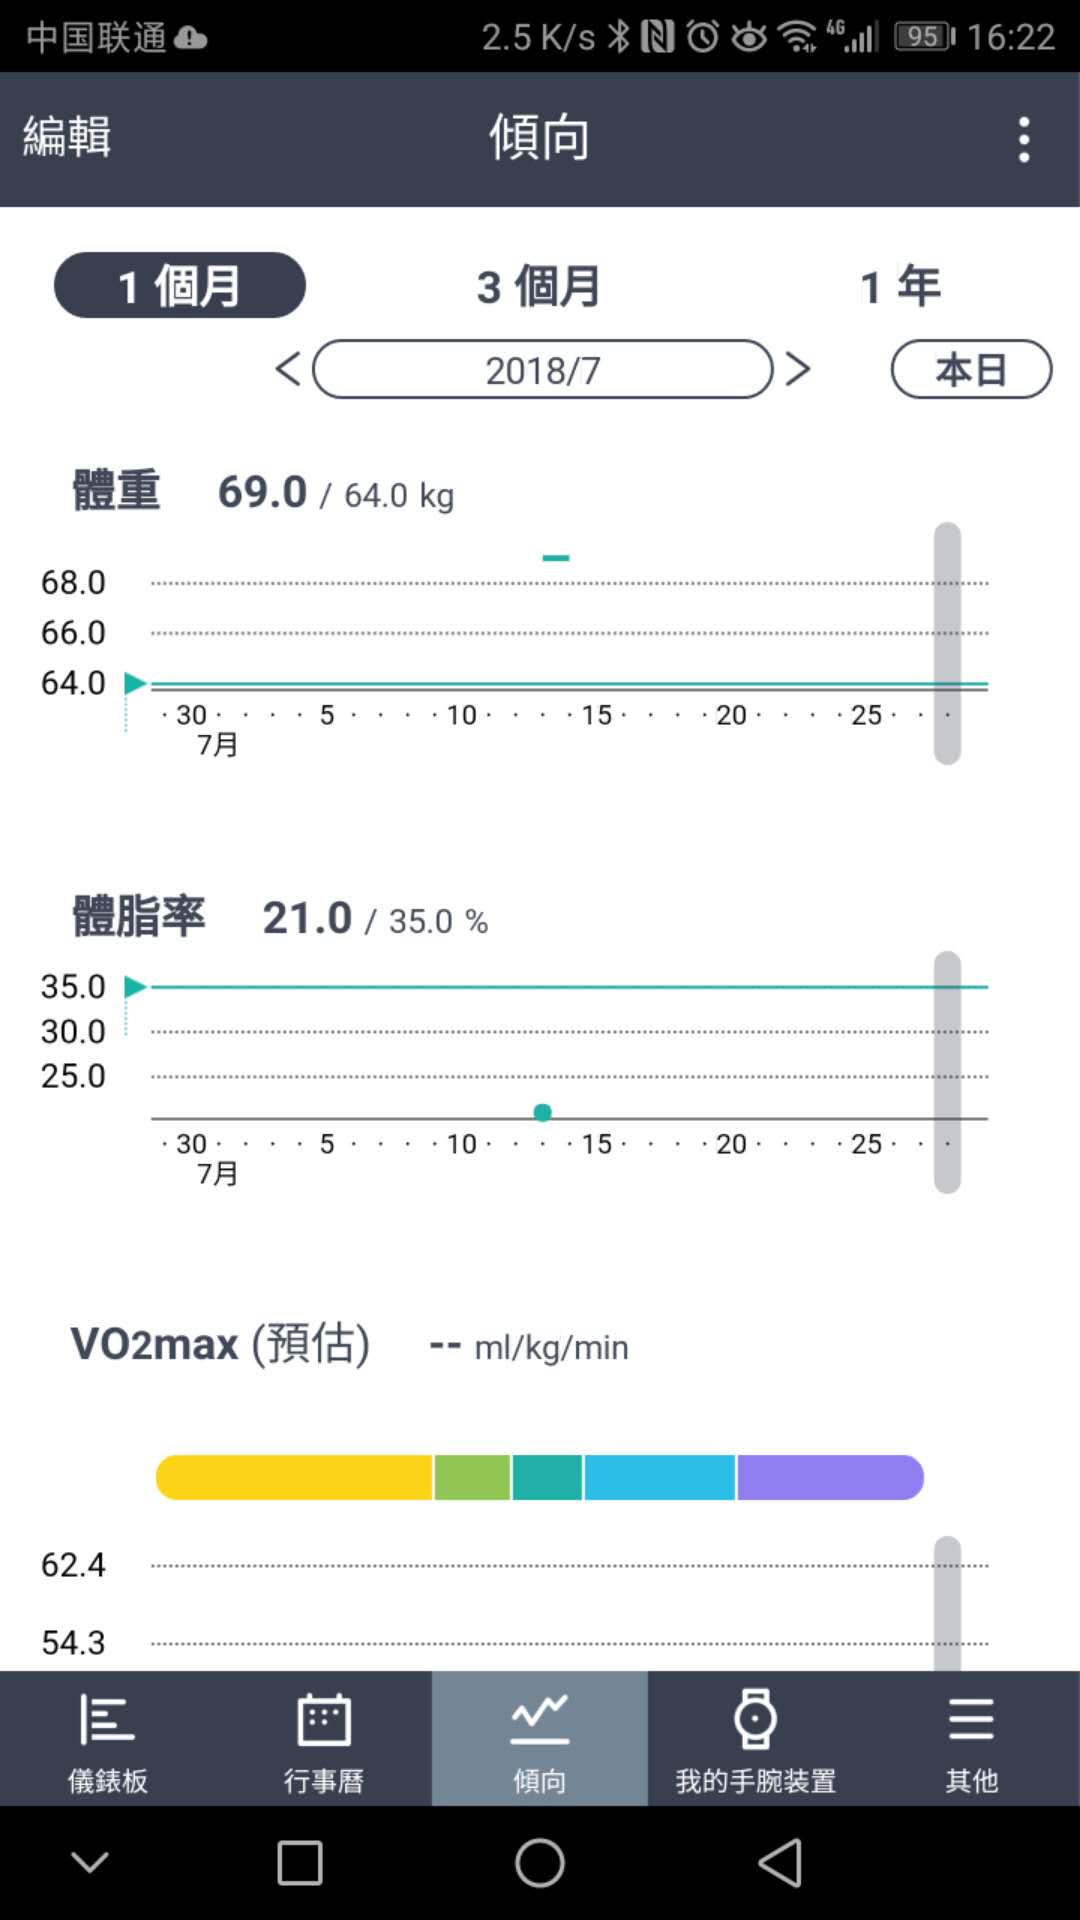 中国联通 2.5 K/s 4G 95 16:22
編輯 傾向
1 個月 3 個月 1 年
2018/7 本日
體重 69.0 / 64.0 kg
68.0
66.0
64.0
30 5 10 15 20 25
7月
體脂率 21.0 / 35.0 %
35.0
30.0
25.0
30 5 10 15 20 25
7月
VO2max (預估) -- ml/kg/min
62.4
54.3
儀錶板 行事曆 傾向 我的手腕裝置 其他